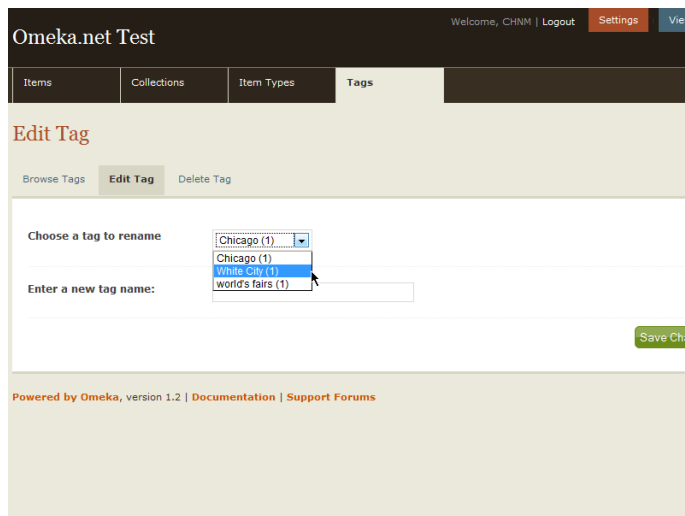 Welcome, CHNM | Logout Settings Vie
Omeka.net Test
Items Collections Item Types Tags
Edit Tag
Browse Tags Edit Tag Delete Tag
Choose a tag to rename Chicago (1)
Chicago (1)
White City (1)
world's fairs (1)
Enter a new tag name:
Save Cha
Powered by Omeka, version 1.2 | Documentation | Support Forums